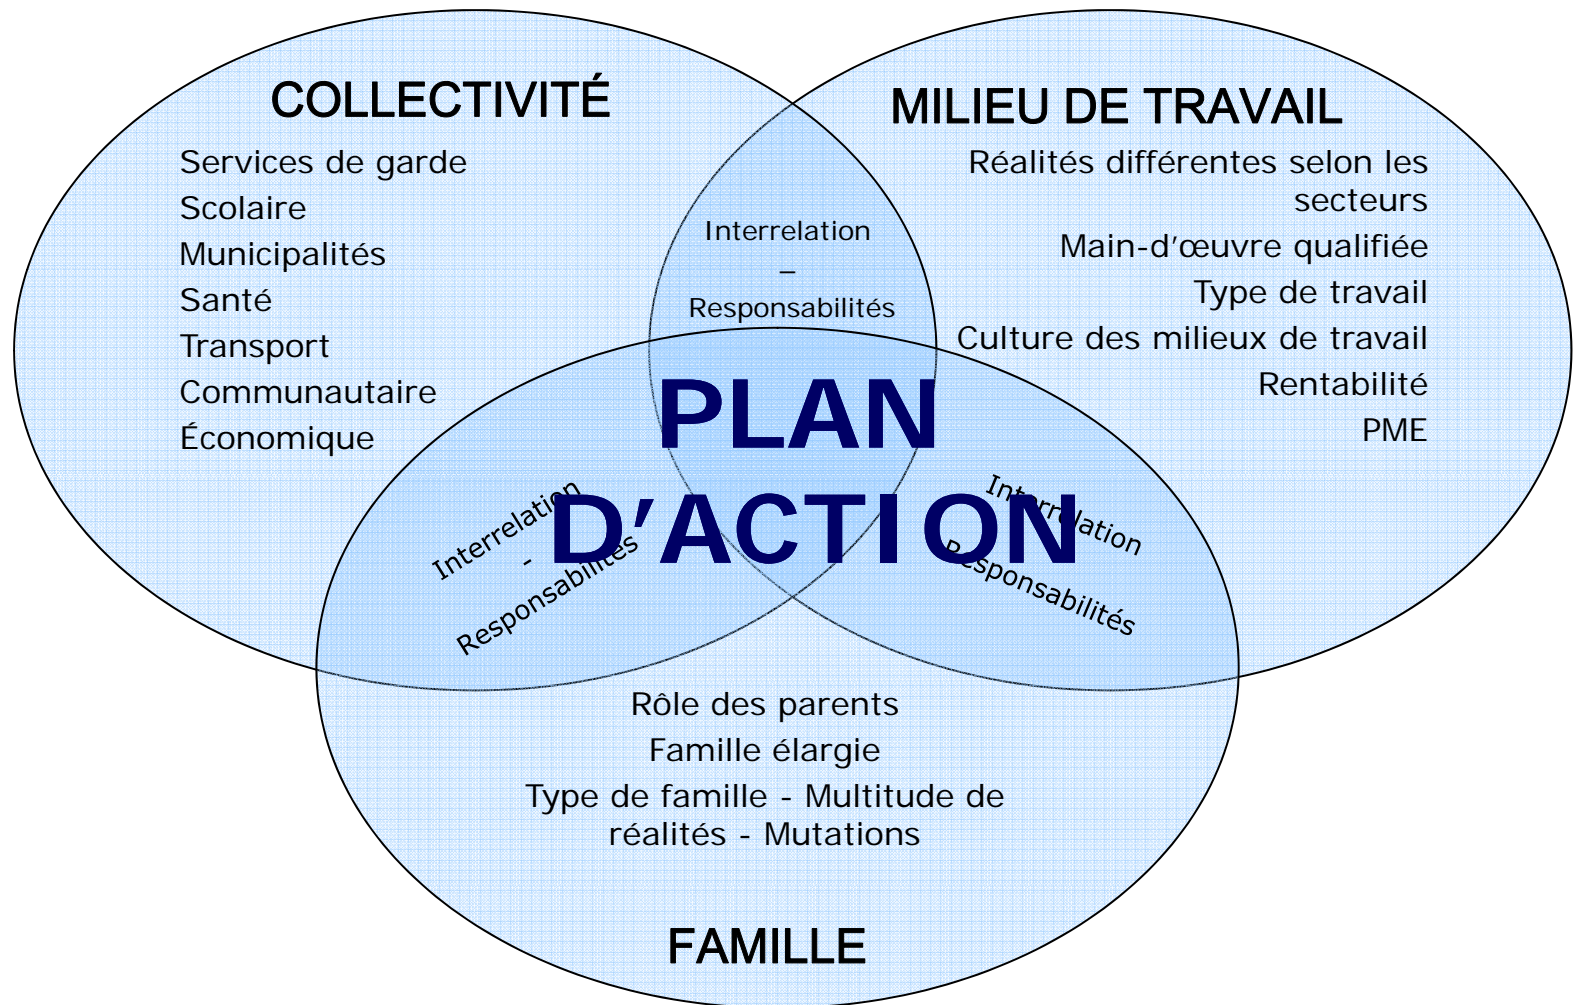 COLLECTIVITÉ
Services de garde
Scolaire
Municipalités
Santé
Transport
Communautaire
Économique
MILIEU DE TRAVAIL
Réalités différentes selon les
secteurs
Main-d’œuvre qualifiée
Type de travail
Culture des milieux de travail
Rentabilité
PME
Interrelation
–
Responsabilités
PLAN
D’ACTION
Interrelation
-
Responsabilités
Interrelation
Responsabilités
Rôle des parents
Famille élargie
Type de famille - Multitude de
réalités - Mutations
FAMILLE